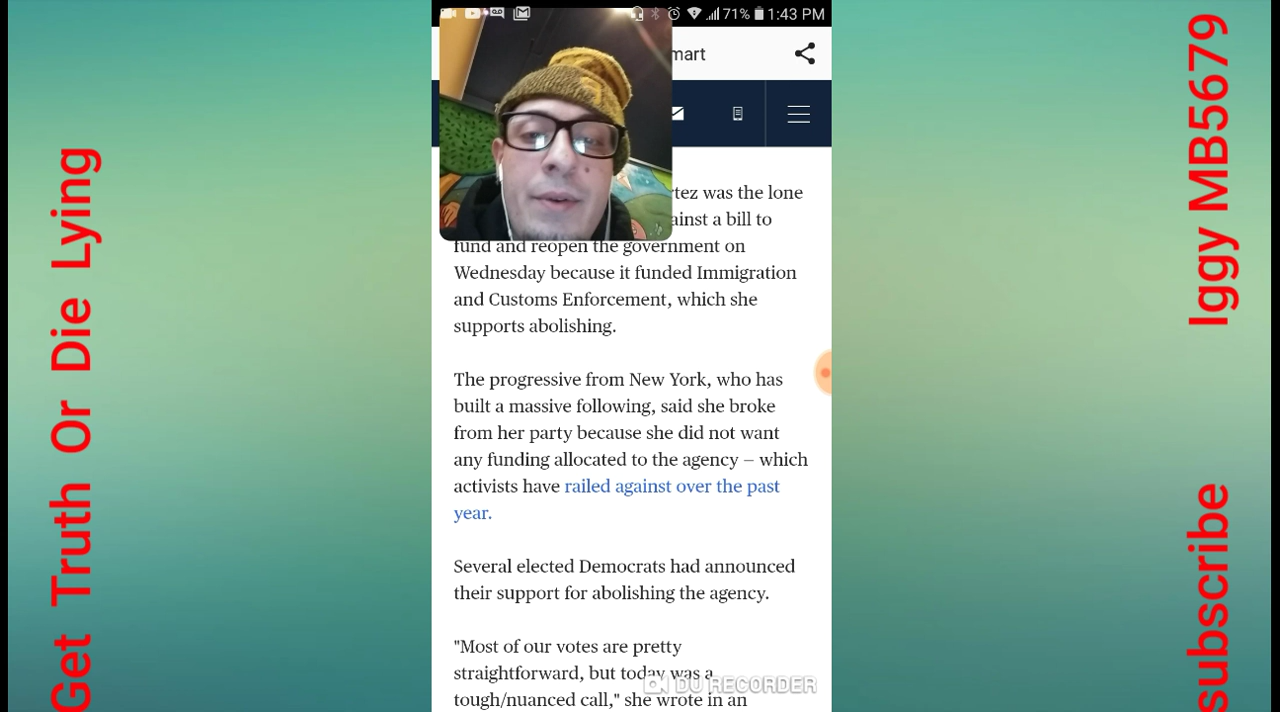 71% 1:43 PM
mart
rtez was the lone
ainst a bill to
fund and reopen the government on
Wednesday because it funded Immigration
and Customs Enforcement, which she
supports abolishing.
The progressive from New York, who has
built a massive following, said she broke
from her party because she did not want
any funding allocated to the agency – which
activists have railed against over the past
year.
Several elected Democrats had announced
their support for abolishing the agency.
"Most of our votes are pretty
straightforward, but today was a
tough/nuanced call," she wrote in an
DU RECORDER
Get Truth Or Die Lying
Iggy MB5679
subscribe